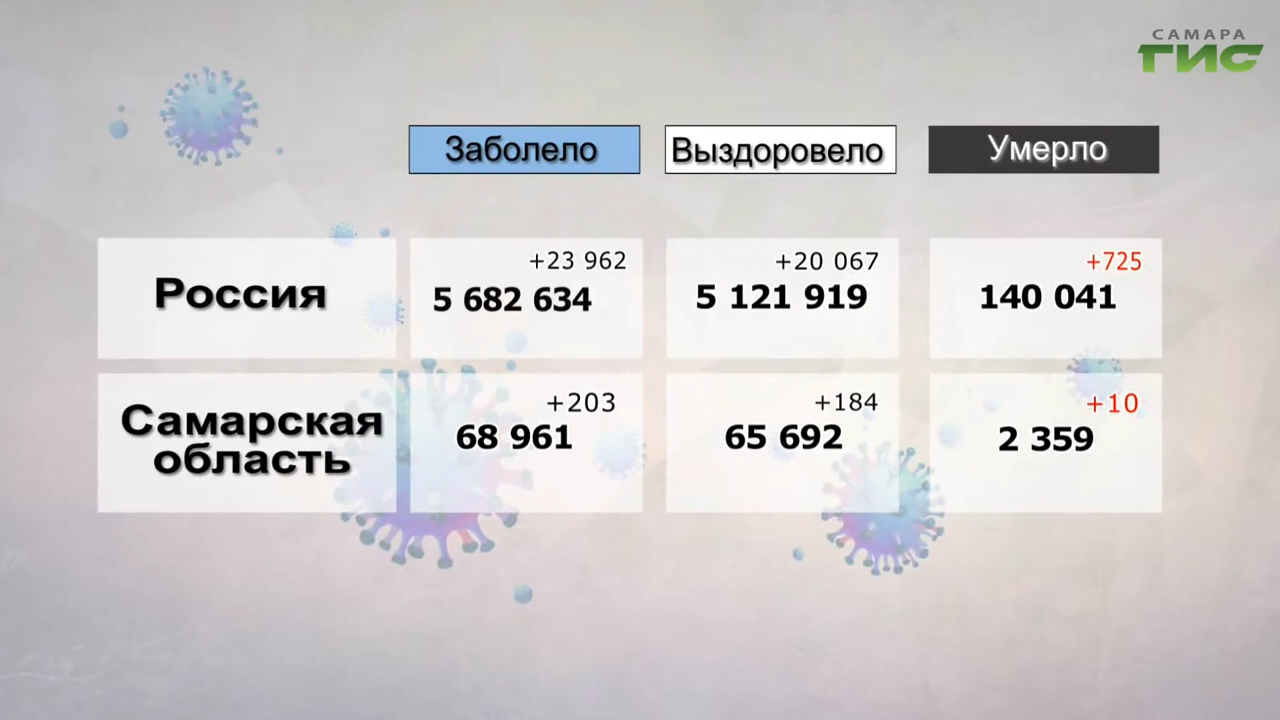 САМАРА
ГИС
Заболело Выздоровело Умерло
+23 962 +20 067 +725
Россия 5 682 634 5 121 919 140 041
+203 +184 +10
Самарская 68 961 65 692 2 359
область